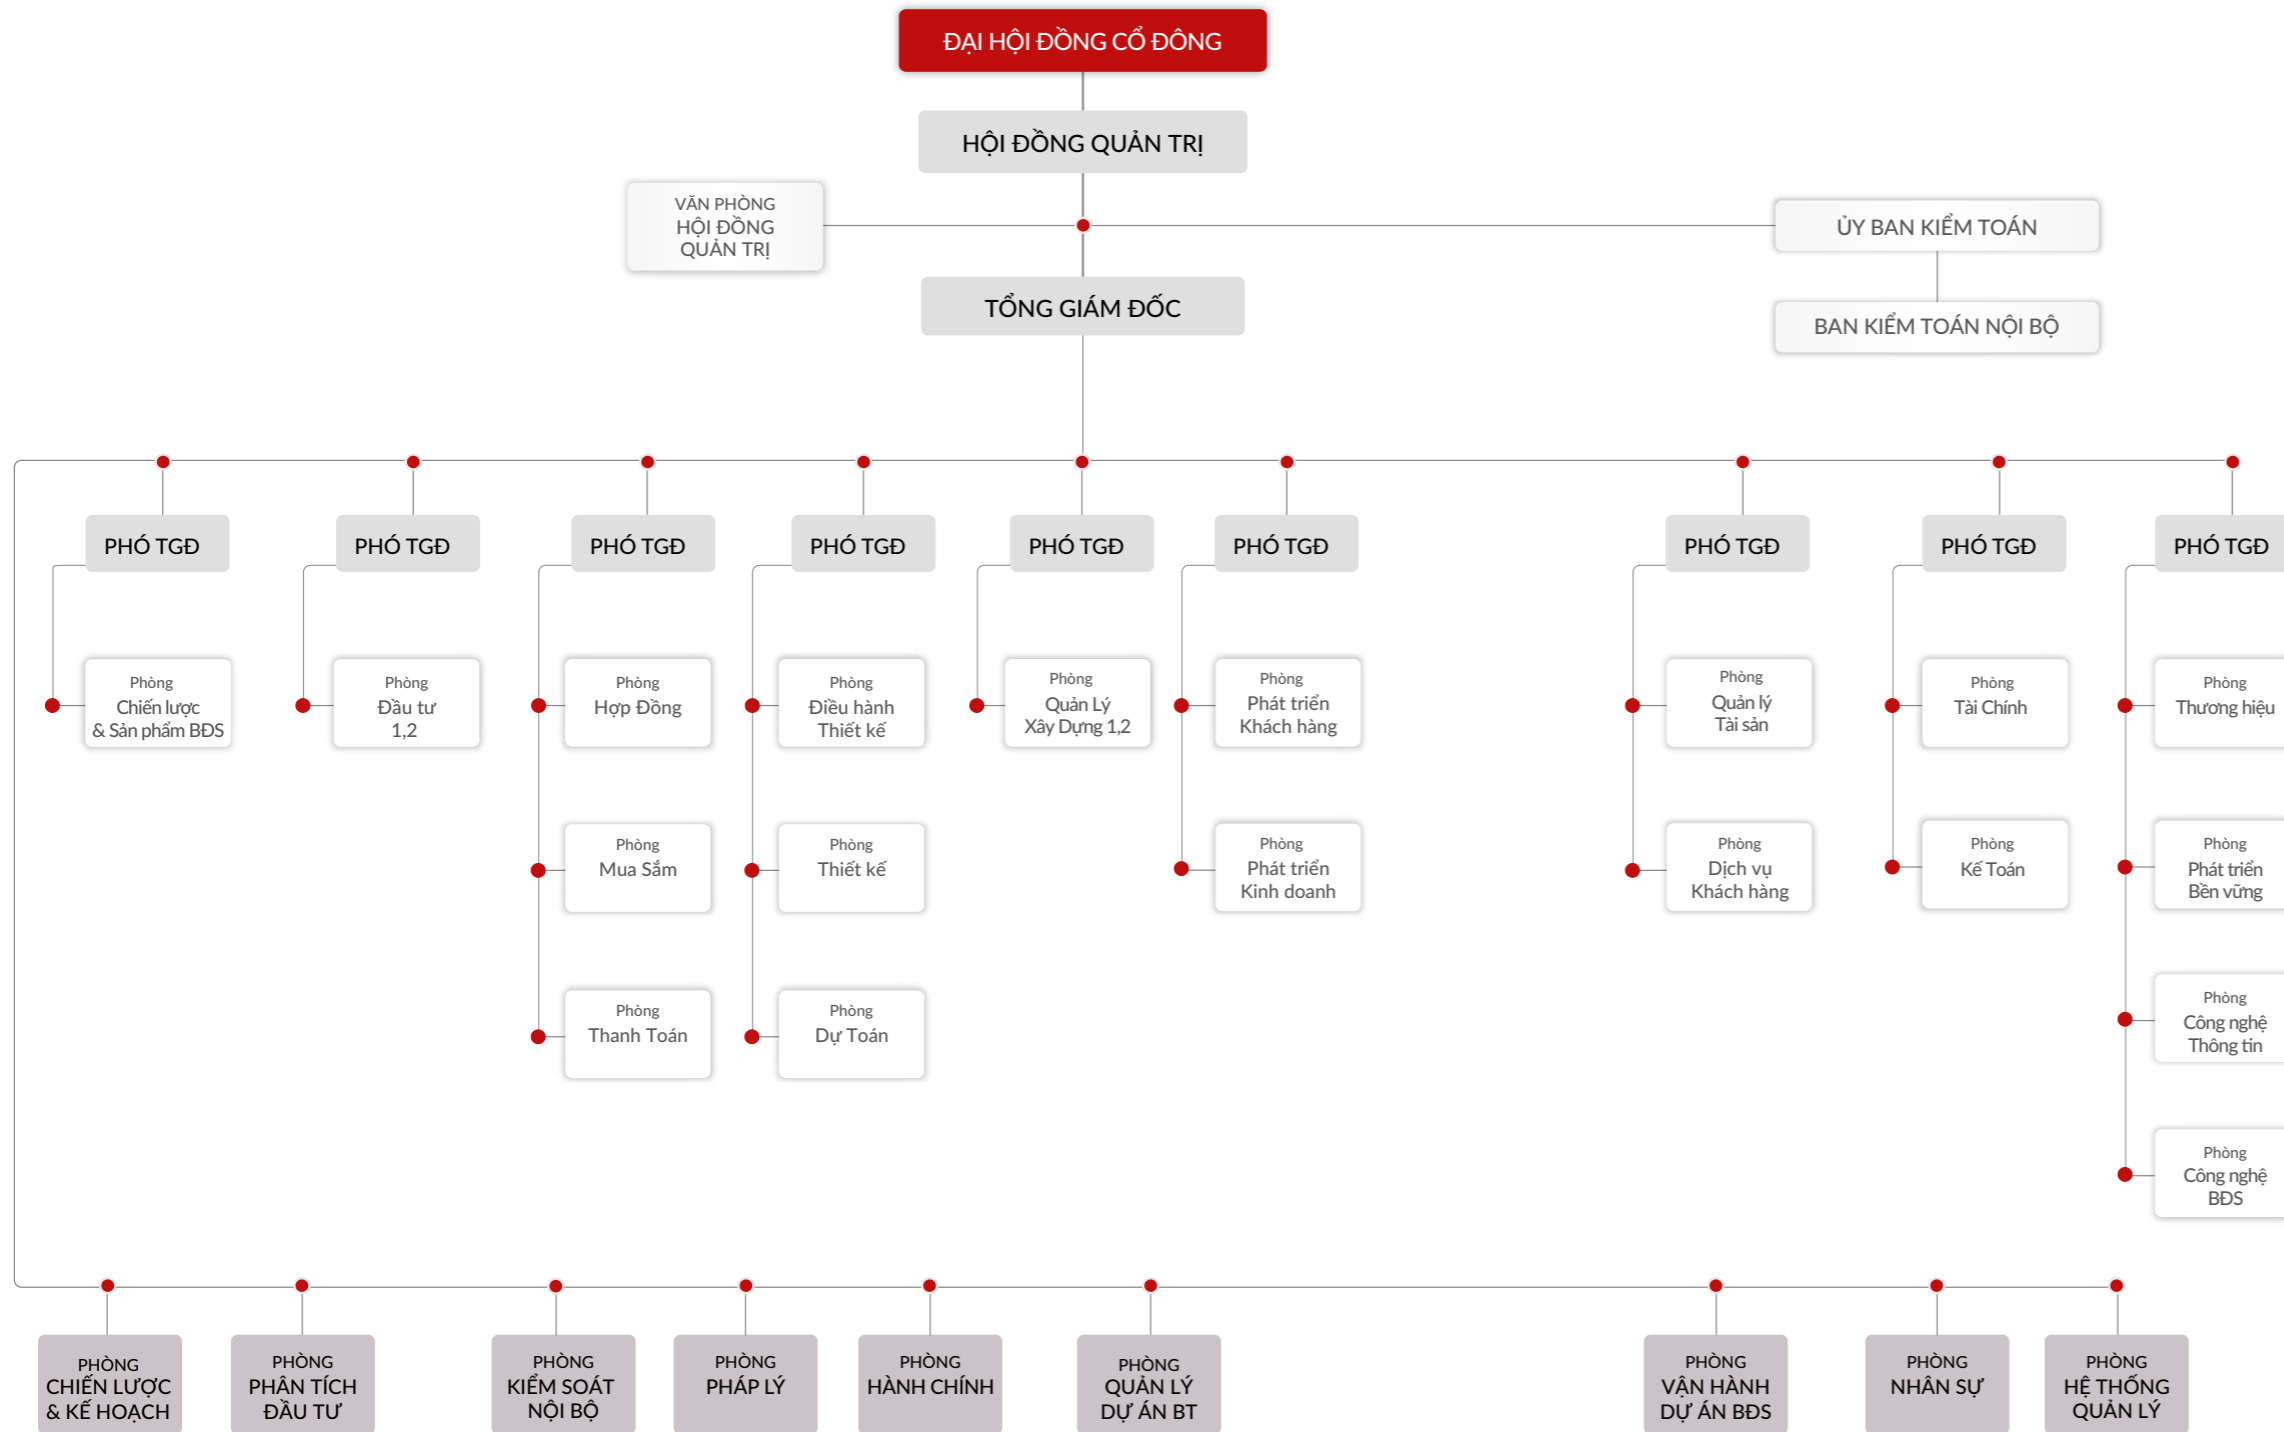 ĐẠI HỘI ĐỒNG CỔ ĐÔNG
HỘI ĐỒNG QUẢN TRỊ
VĂN PHÒNG
HỘI ĐỒNG
QUẢN TRỊ
ỦY BAN KIỂM TOÁN
TỔNG GIÁM ĐỐC
BAN KIỂM TOÁN NỘI BỘ
PHÓ TGĐ
PHÓ TGĐ
PHÓ TGĐ
PHÓ TGĐ
PHÓ TGĐ
PHÓ TGĐ
PHÓ TGĐ
PHÓ TGĐ
PHÓ TGĐ
Phòng
Chiến lược
& Sản phẩm BĐS
Phòng
Đầu tư
1,2
Phòng
Hợp Đồng
Phòng
Điều hành
Thiết kế
Phòng
Quản Lý
Xây Dựng 1,2
Phòng
Phát triển
Khách hàng
Phòng
Quản lý
Tài sản
Phòng
Tài Chính
Phòng
Thương hiệu
Phòng
Mua Sắm
Phòng
Thiết kế
Phòng
Phát triển
Kinh doanh
Phòng
Dịch vụ
Khách hàng
Phòng
Kế Toán
Phòng
Phát triển
Bền vững
Phòng
Thanh Toán
Phòng
Dự Toán
Phòng
Công nghệ
Thông tin
Phòng
Công nghệ
BĐS
PHÒNG
CHIẾN LƯỢC
& KẾ HOẠCH
PHÒNG
PHÂN TÍCH
ĐẦU TƯ
PHÒNG
KIỂM SOÁT
NỘI BỘ
PHÒNG
PHÁP LÝ
PHÒNG
HÀNH CHÍNH
PHÒNG
QUẢN LÝ
DỰ ÁN BT
PHÒNG
VẬN HÀNH
DỰ ÁN BĐS
PHÒNG
NHÂN SỰ
PHÒNG
HỆ THỐNG
QUẢN LÝ